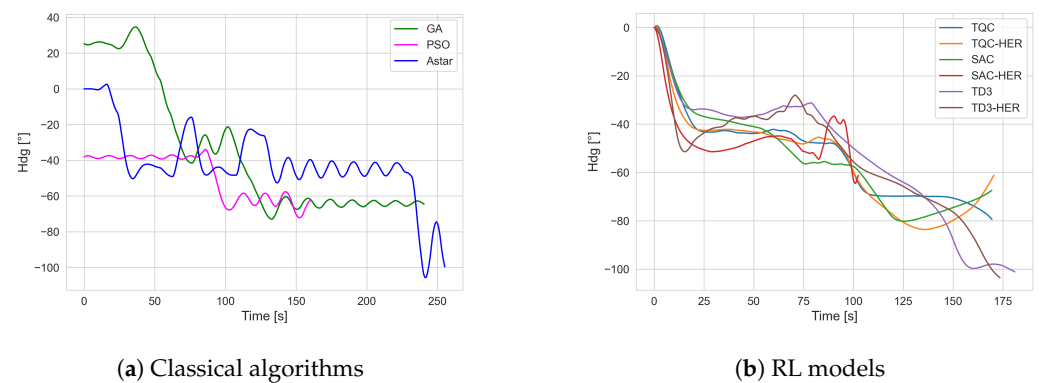 40
20
0
−20
−40
−60
−80
−100
Hdg [°]
0
50
100
150
200
250
Time [s]
GA
PSO
Astar
(a) Classical algorithms
0
−20
−40
−60
−80
−100
Hdg [°]
0
25
50
75
100
125
150
175
Time [s]
TQC
TQC-HER
SAC
SAC-HER
TD3
TD3-HER
(b) RL models